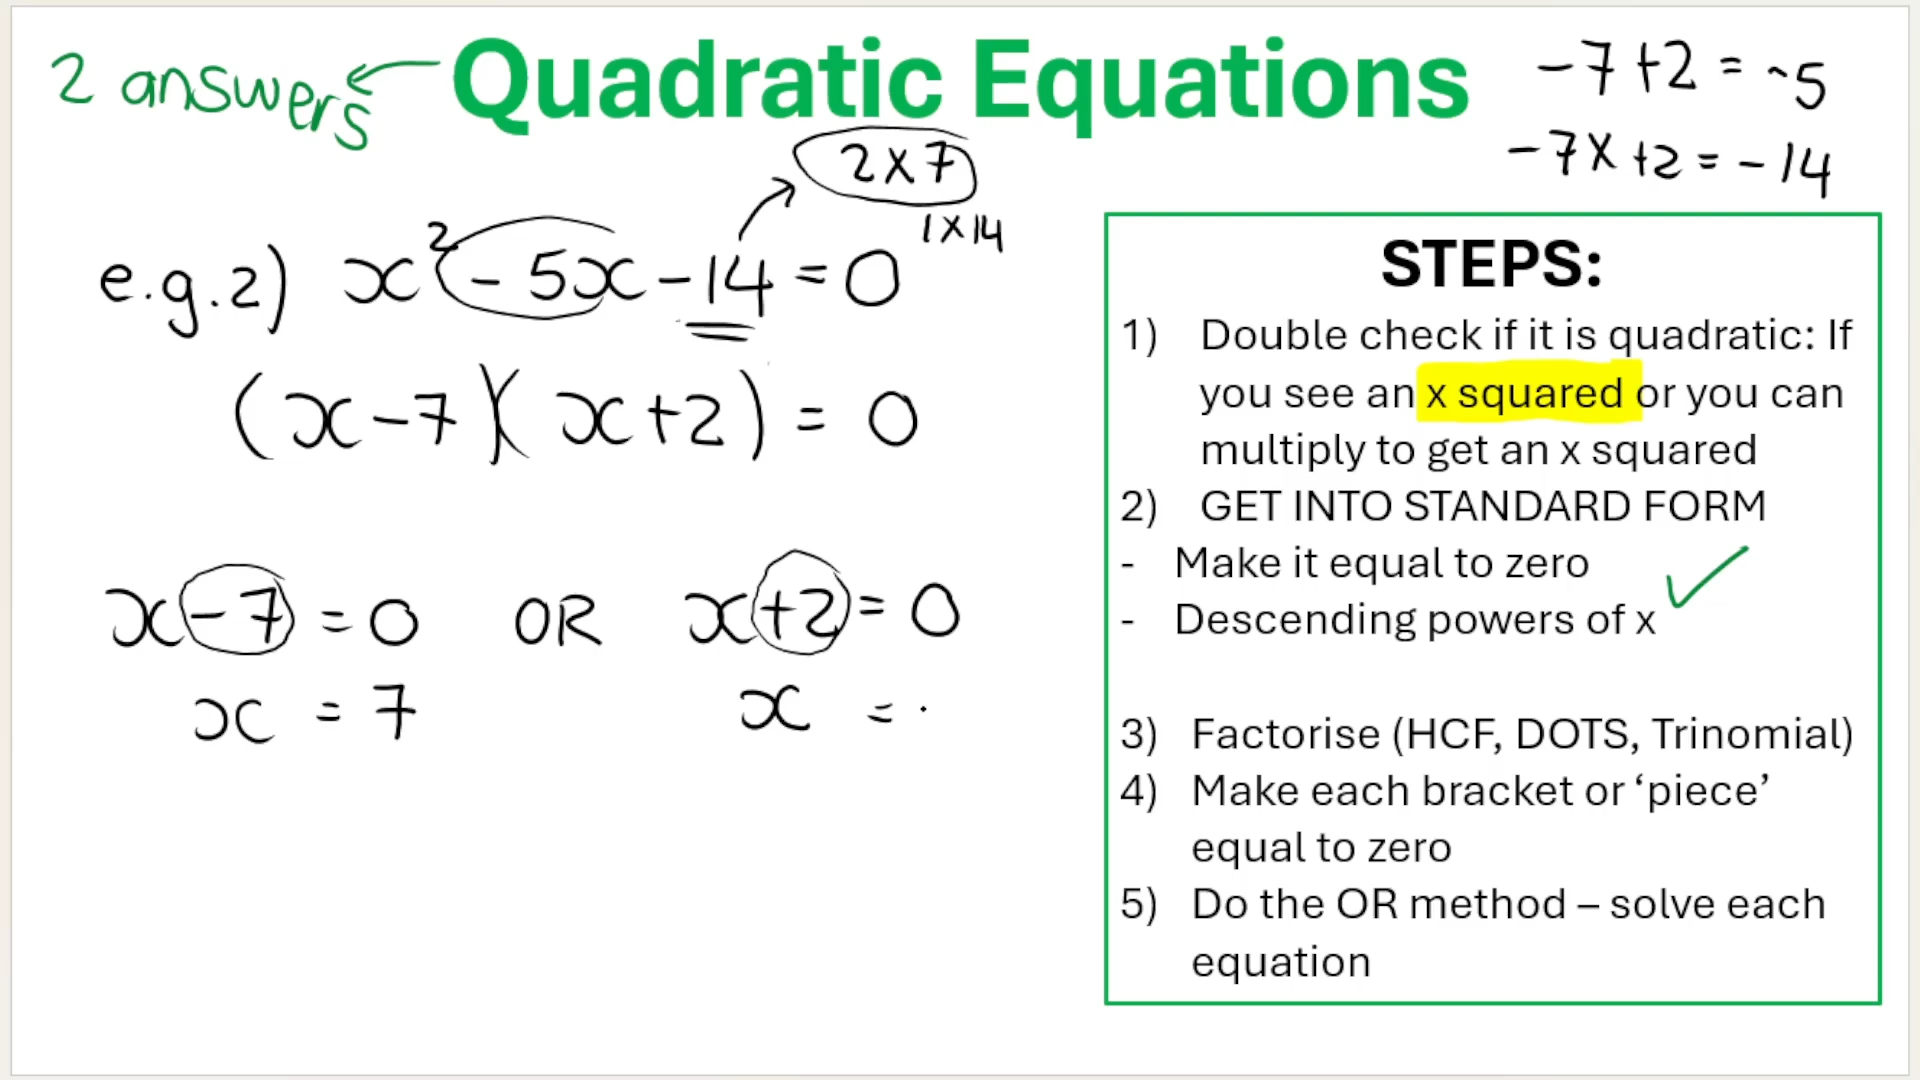 2 answers
Quadratic Equations
-7+2 = -5
-7x +2 = -14
2x7
1x14
e.g.2) x² - 5x - 14 = 0
(x-7)(x+2) = 0
x-7 = 0 OR x+2 = 0
x = 7 x =
STEPS:
1) Double check if it is quadratic: If
you see an x squared or you can
multiply to get an x squared
2) GET INTO STANDARD FORM
- Make it equal to zero
- Descending powers of x
3) Factorise (HCF, DOTS, Trinomial)
4) Make each bracket or ‘piece’
equal to zero
5) Do the OR method – solve each
equation